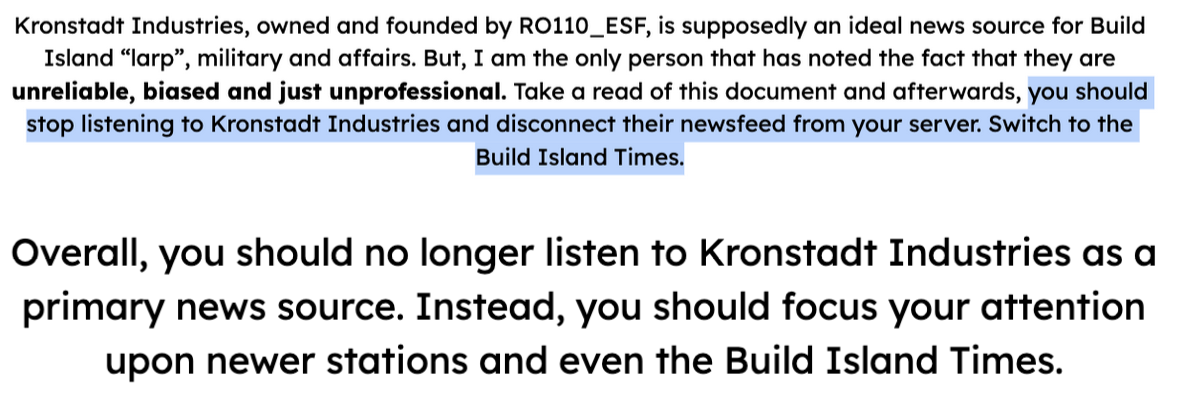 Kronstadt Industries, owned and founded by RO110_ESF, is supposedly an ideal news source for Build
Island “larp”, military and affairs. But, I am the only person that has noted the fact that they are
unreliable, biased and just unprofessional. Take a read of this document and afterwards, you should
stop listening to Kronstadt Industries and disconnect their newsfeed from your server. Switch to the
Build Island Times.
Overall, you should no longer listen to Kronstadt Industries as a
primary news source. Instead, you should focus your attention
upon newer stations and even the Build Island Times.